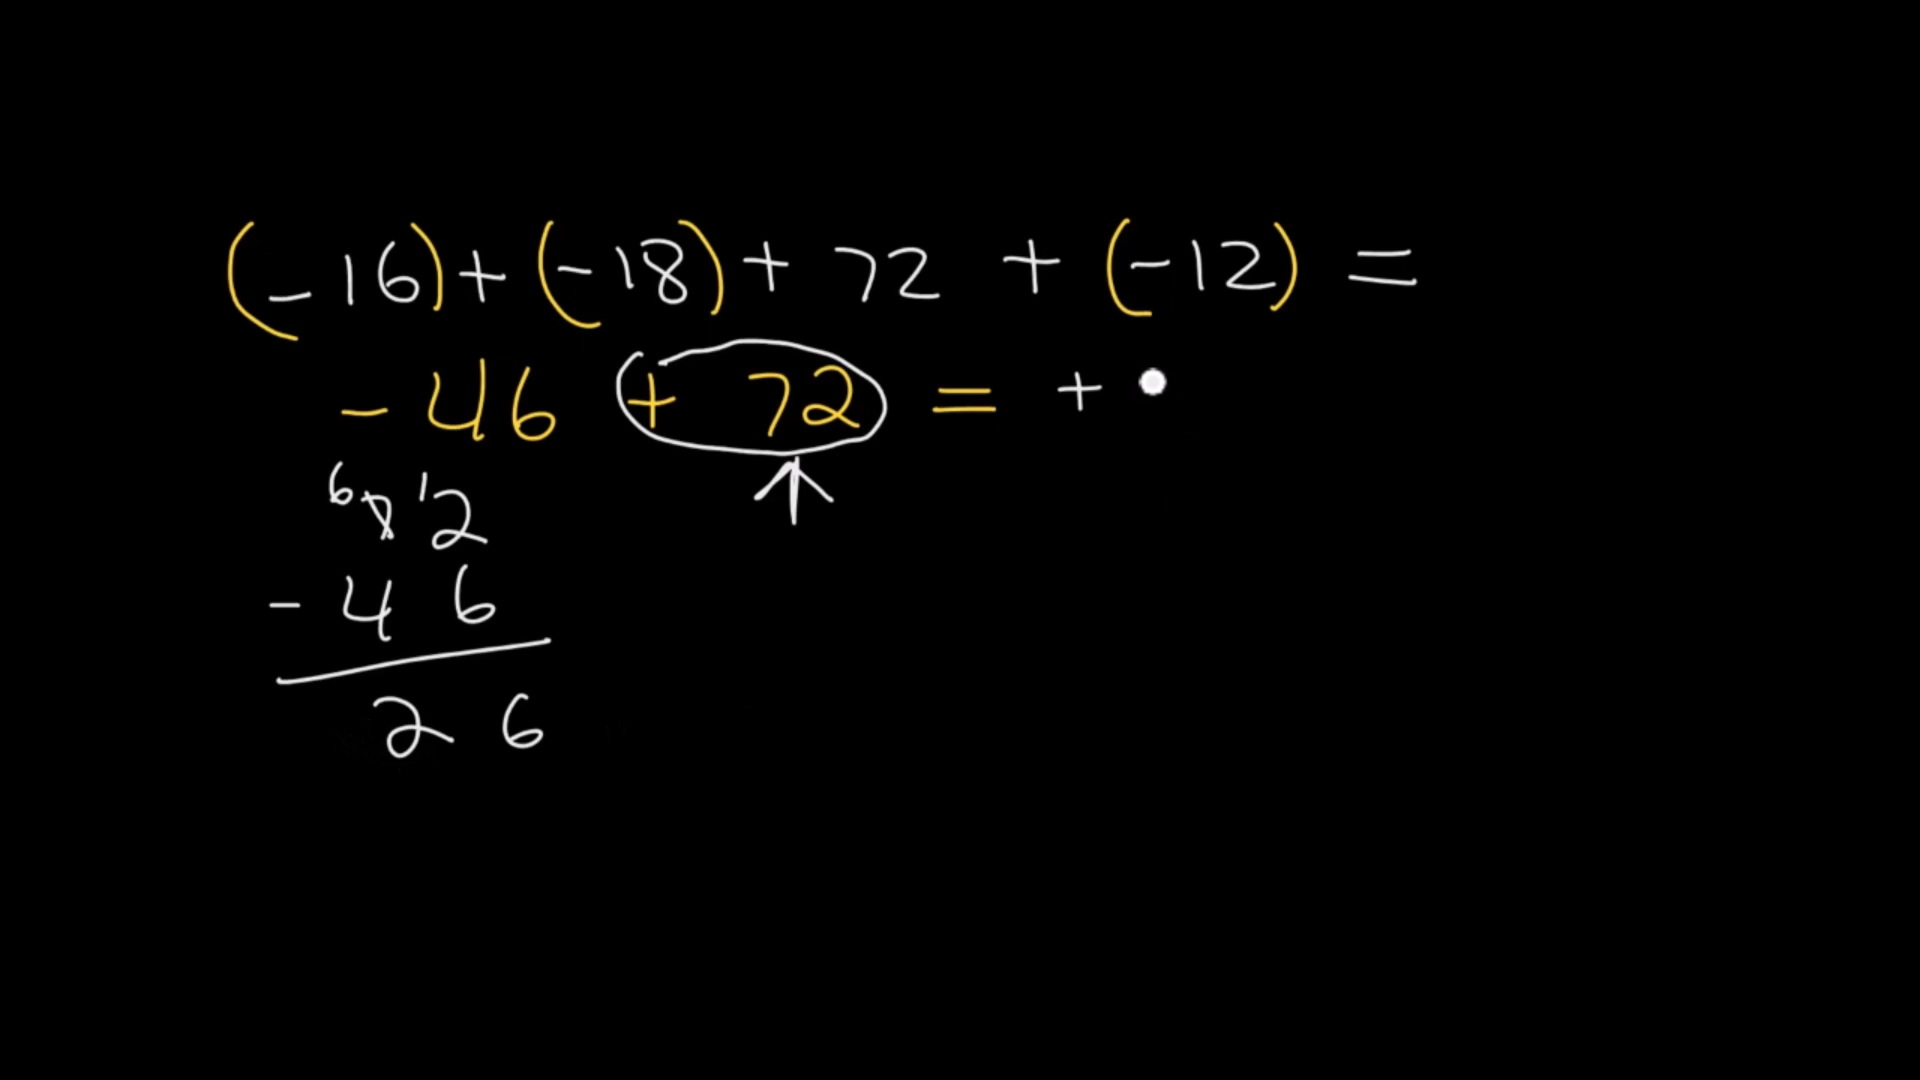 (-16)+(-18)+ 72 + (-12) =
- 46 + 72 = +
6 7 12
- 4 6
2 6